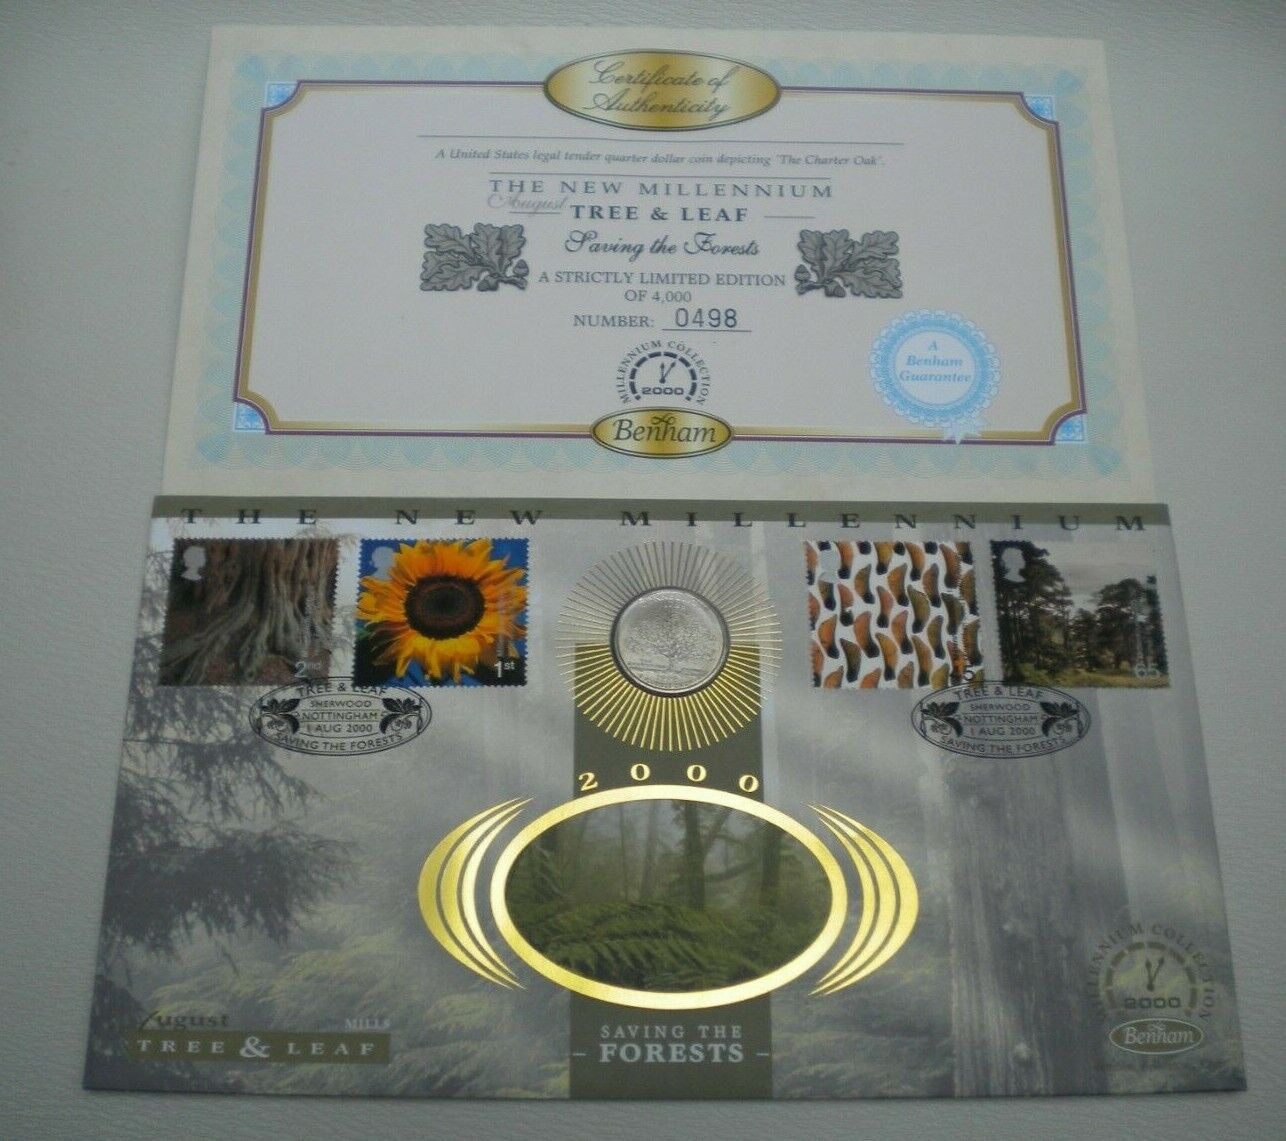 Certificate of
Authenticity
A United States legal tender quarter dollar coin depicting 'The Charter Oak'.
THE NEW MILLENNIUM
August
TREE & LEAF
Saving the Forests
A STRICTLY LIMITED EDITION
OF 4,000
NUMBER: 0498
MILLENNIUM COLLECTION
2000
A
Benham
Guarantee
Benham
THE NEW MILLENNIUM
2nd
1st
65
TREE & LEAF
SHERWOOD
NOTTINGHAM
1 AUG 2000
SAVING THE FORESTS
TREE & LEAF
SHERWOOD
NOTTINGHAM
1 AUG 2000
SAVING THE FORESTS
2000
MILLENNIUM COLLECTION
2000
Benham
August
MILLS
TREE & LEAF
SAVING THE
- FORESTS -